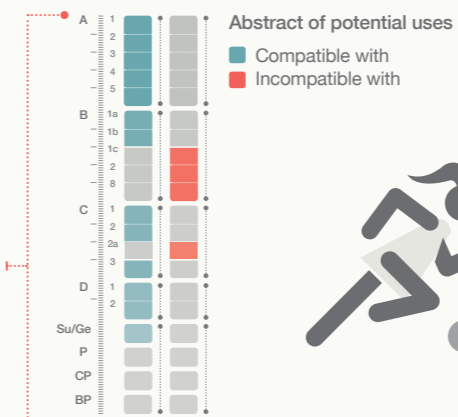 Abstract of potential uses
Compatible with
Incompatible with
A 1
2
3
4
5
B 1a
1b
1c
2
8
C 1
2
2a
3
D 1
2
Su/Ge
P
CP
BP